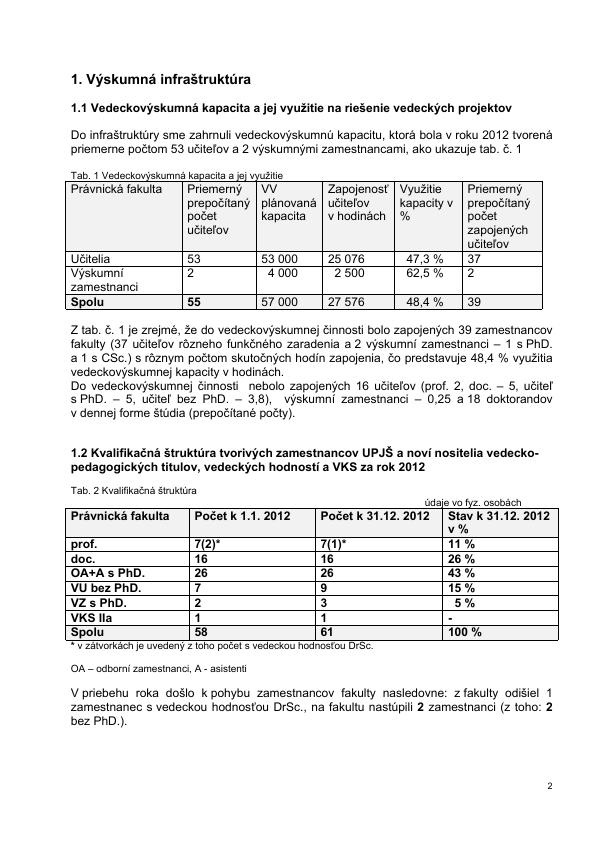 1. Výskumná infraštruktúra
1.1 Vedeckovýskumná kapacita a jej využitie na riešenie vedeckých projektov
Do infraštruktúry sme zahrnuli vedeckovýskumnú kapacitu, ktorá bola v roku 2012 tvorená
priemerne počtom 53 učiteľov a 2 výskumnými zamestnancami, ako ukazuje tab. č. 1
Tab. 1 Vedeckovýskumná kapacita a jej využitie
Právnická fakulta Priemerný prepočítaný počet učiteľov VV plánovaná kapacita Zapojenosť učiteľov v hodinách Využitie kapacity v % Priemerný prepočítaný počet zapojených učiteľov
Učitelia 53 53 000 25 076 47,3 % 37
Výskumní zamestnanci 2 4 000 2 500 62,5 % 2
Spolu 55 57 000 27 576 48,4 % 39
Z tab. č. 1 je zrejmé, že do vedeckovýskumnej činnosti bolo zapojených 39 zamestnancov
fakulty (37 učiteľov rôzneho funkčného zaradenia a 2 výskumní zamestnanci – 1 s PhD.
a 1 s CSc.) s rôznym počtom skutočných hodín zapojenia, čo predstavuje 48,4 % využitia
vedeckovýskumnej kapacity v hodinách.
Do vedeckovýskumnej činnosti nebolo zapojených 16 učiteľov (prof. 2, doc. – 5, učiteľ
s PhD. – 5, učiteľ bez PhD. – 3,8), výskumní zamestnanci – 0,25 a 18 doktorandov
v dennej forme štúdia (prepočítané počty).
1.2 Kvalifikačná štruktúra tvorivých zamestnancov UPJŠ a noví nositelia vedecko-
pedagogických titulov, vedeckých hodností a VKS za rok 2012
Tab. 2 Kvalifikačná štruktúra
údaje vo fyz. osobách
Právnická fakulta Počet k 1.1. 2012 Počet k 31.12. 2012 Stav k 31.12. 2012 v %
prof. 7(2)* 7(1)* 11 %
doc. 16 16 26 %
OA+A s PhD. 26 26 43 %
VU bez PhD. 7 9 15 %
VZ s PhD. 2 3 5 %
VKS IIa 1 1 -
Spolu 58 61 100 %
* v zátvorkách je uvedený z toho počet s vedeckou hodnosťou DrSc.
OA – odborní zamestnanci, A - asistenti
V priebehu roka došlo k pohybu zamestnancov fakulty nasledovne: z fakulty odišiel 1
zamestnanec s vedeckou hodnosťou DrSc., na fakultu nastúpili 2 zamestnanci (z toho: 2
bez PhD.).
2